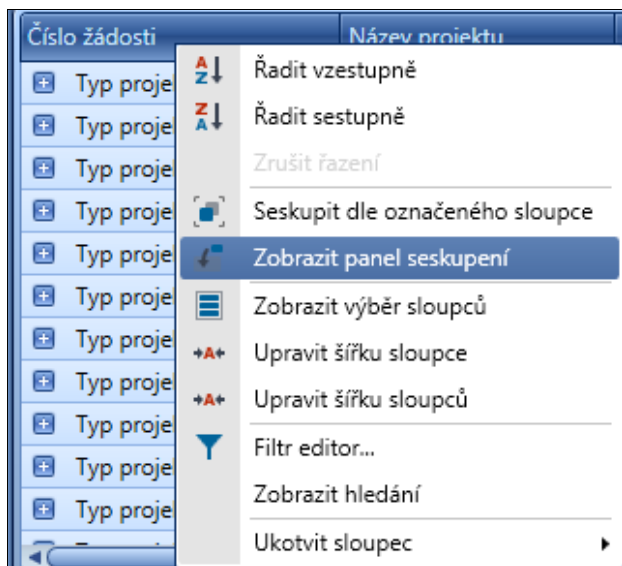 Číslo žádosti
Název projektu
Typ proje
Řadit vzestupně
Typ proje
Řadit sestupně
Typ proje
Zrušit řazení
Typ proje
Seskupit dle označeného sloupce
Typ proje
Zobrazit panel seskupení
Typ proje
Zobrazit výběr sloupců
Typ proje
Upravit šířku sloupce
Typ proje
Upravit šířku sloupců
Typ proje
Filtr editor...
Typ proje
Zobrazit hledání
Typ proje
Ukotvit sloupec